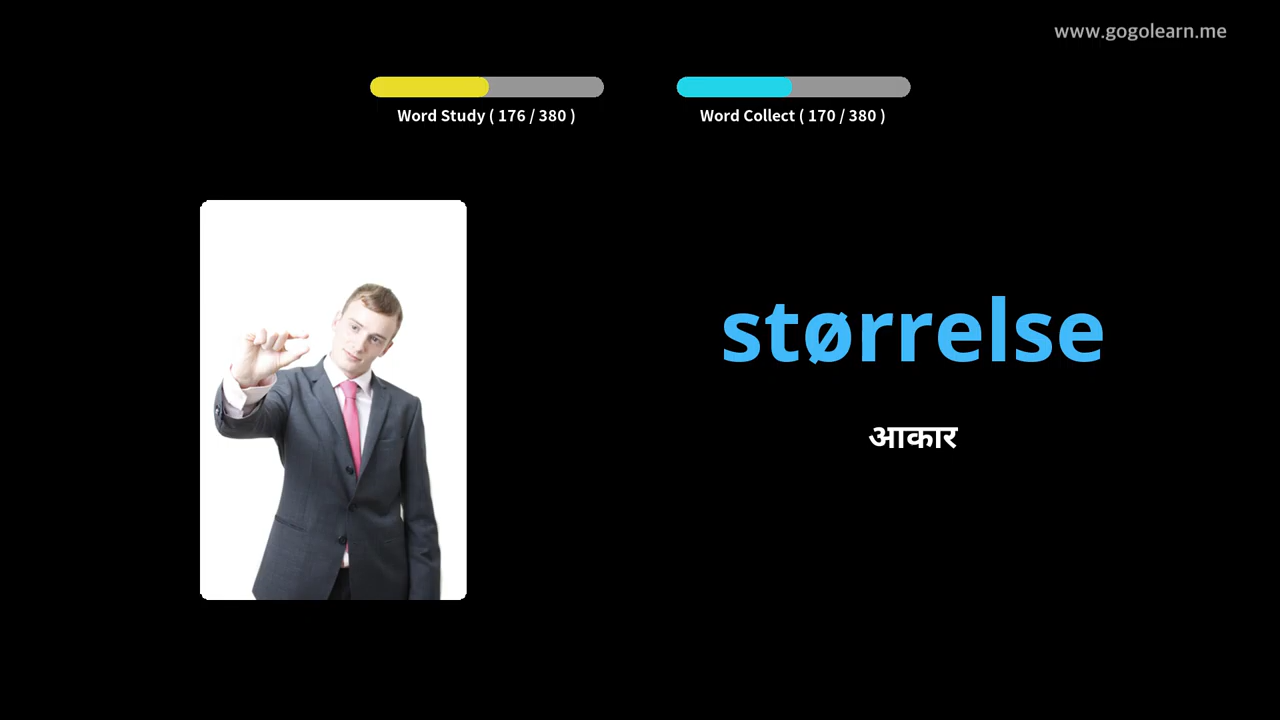 www.gogolearn.me
Word Study ( 176 / 380 )
Word Collect ( 170 / 380 )
størrelse
आकार